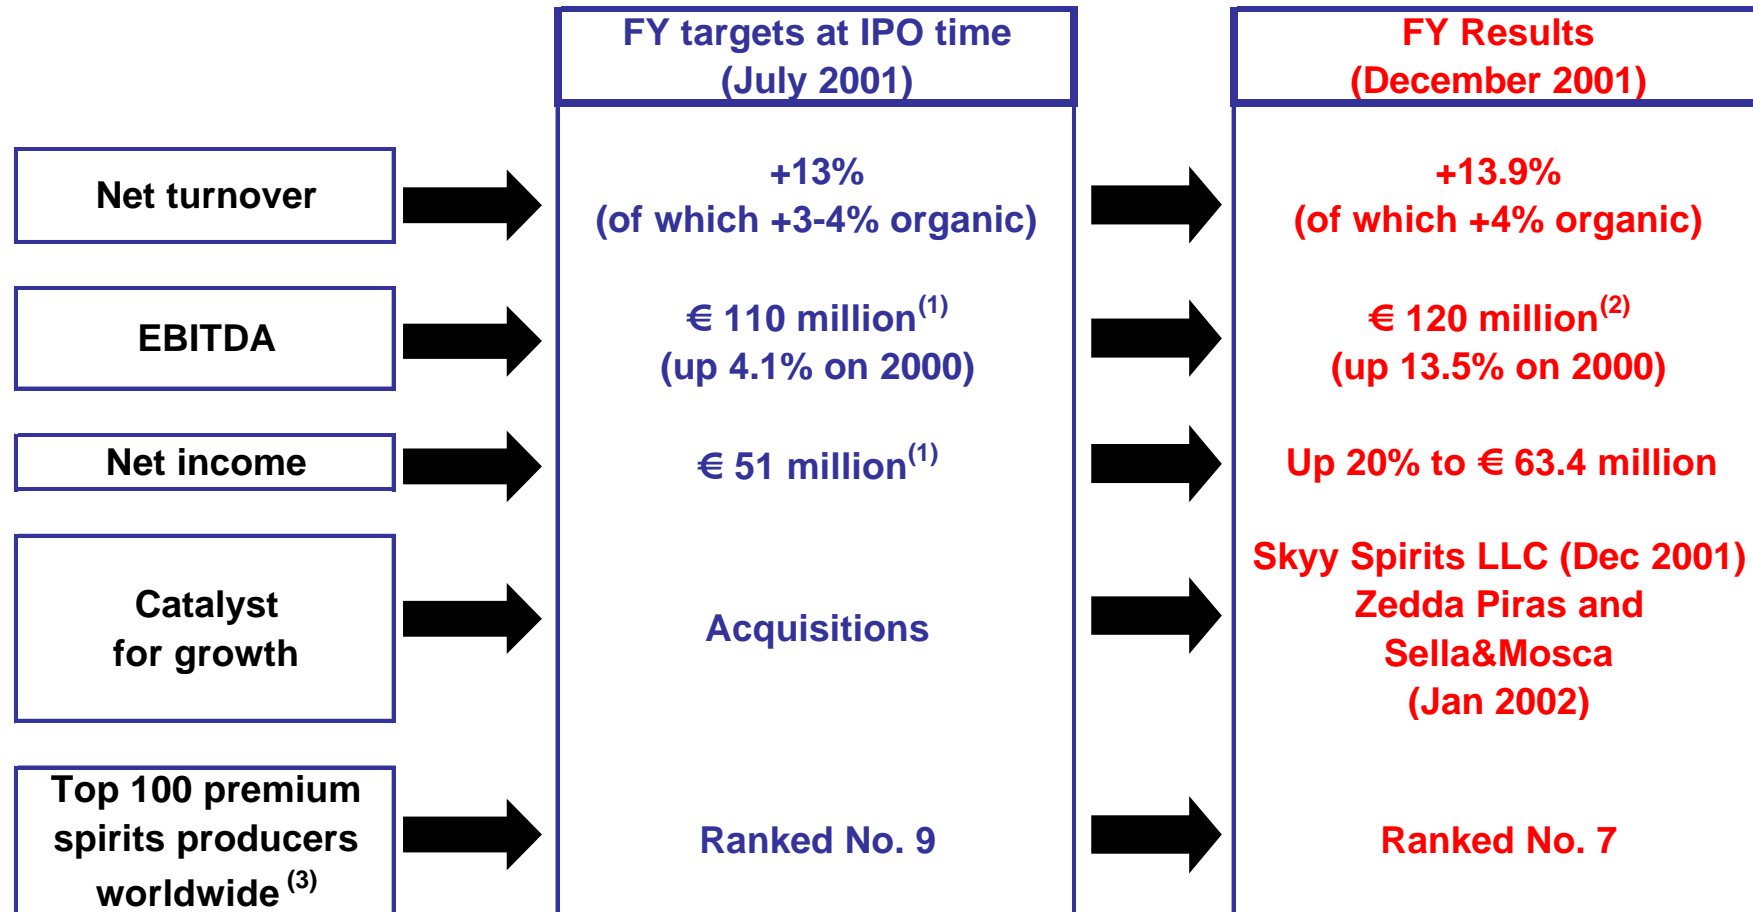 FY targets at IPO time
(July 2001)
FY Results
(December 2001)
Net turnover
+13%
(of which +3-4% organic)
+13.9%
(of which +4% organic)
EBITDA
€ 110 million(1)
(up 4.1% on 2000)
€ 120 million(2)
(up 13.5% on 2000)
Net income
€ 51 million(1)
Up 20% to € 63.4 million
Catalyst
for growth
Acquisitions
Skyy Spirits LLC (Dec 2001)
Zedda Piras and
Sella&Mosca
(Jan 2002)
Top 100 premium
spirits producers
worldwide (3)
Ranked No. 9
Ranked No. 7